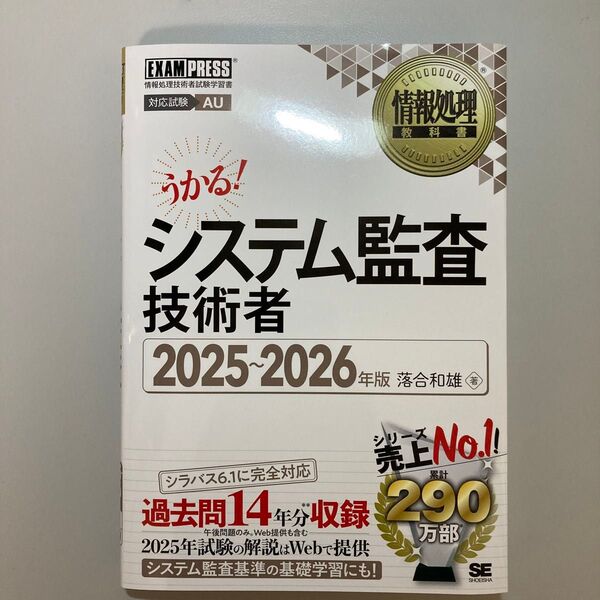 EXAMPRESS®
情報処理技術者試験学習書
対応試験 AU
情報処理®
教科書
うかる!
システム監査
技術者
2025~2026年版 落合和雄 著
シリーズ
売上No.1!
累計
290
万部
シラバス6.1に完全対応
過去問14年分※※収録
午後問題のみ。Web提供も含む
2025年試験の解説はWebで提供
システム監査基準の基礎学習にも!
SE
SHOEISHA